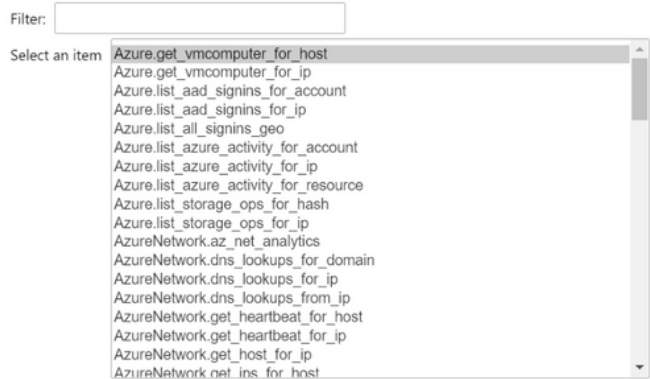 Filter:
Select an item
Azure.get_vmcomputer_for_host
Azure.get_vmcomputer_for_ip
Azure.list_aad_signins_for_account
Azure.list_aad_signins_for_ip
Azure.list_all_signins_geo
Azure.list_azure_activity_for_account
Azure.list_azure_activity_for_ip
Azure.list_azure_activity_for_resource
Azure.list_storage_ops_for_hash
Azure.list_storage_ops_for_ip
AzureNetwork.az_net_analytics
AzureNetwork.dns_lookups_for_domain
AzureNetwork.dns_lookups_for_ip
AzureNetwork.dns_lookups_from_ip
AzureNetwork.get_heartbeat_for_host
AzureNetwork.get_heartbeat_for_ip
AzureNetwork.get_host_for_ip
AzureNetwork.get_ips_for_host